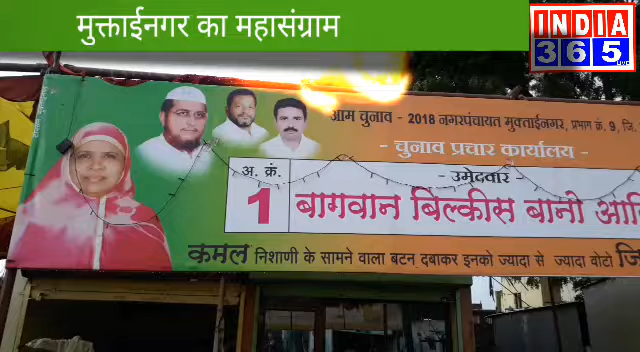 मुक्ताईनगर का महासंग्राम
INDIA
365
LIVE
आम चुनाव - 2018 नगरपंचायत मुक्ताईनगर, प्रभाग क्रं. 9, जि.
- चुनाव प्रचार कार्यालय -
अ. क्रं.
- उमेदवार
1
बागवान बिल्कीस बानो आ
कमल निशाणी के सामने वाला बटन दबाकर इनको ज्यादा से ज्यादा वोटो